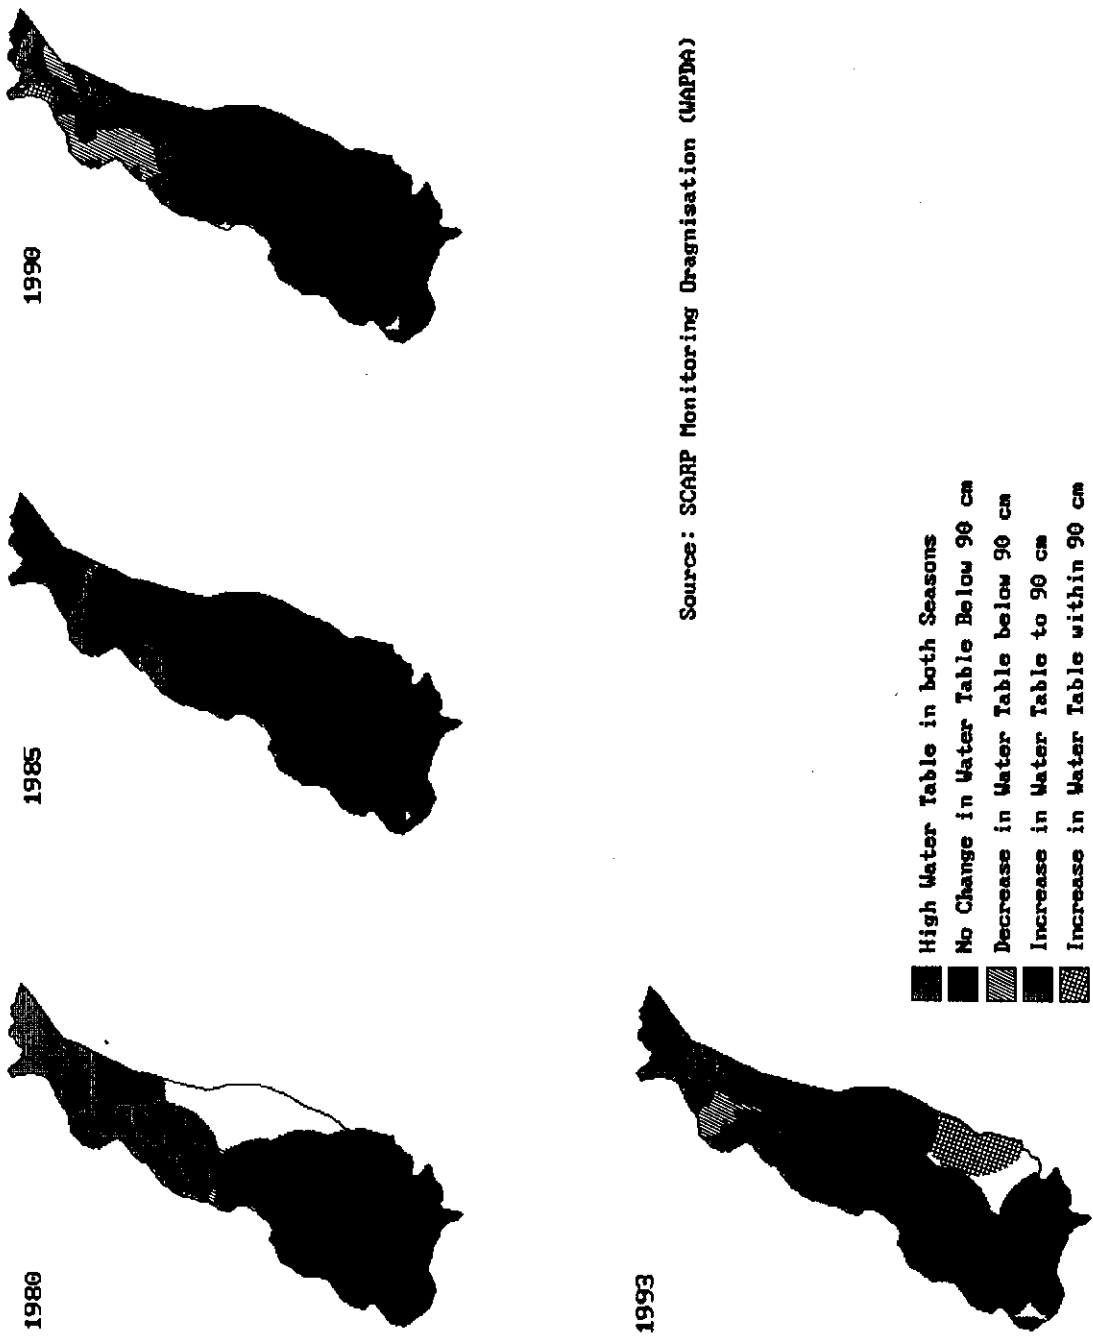 1980
1985
1990
1993
Source: SCARP Monitoring Oragnisation (WAPDA)
High Water Table in both Seasons
No Change in Water Table Below 90 cm
Decrease in Water Table below 90 cm
Increase in Water Table to 90 cm
Increase in Water Table within 90 cm